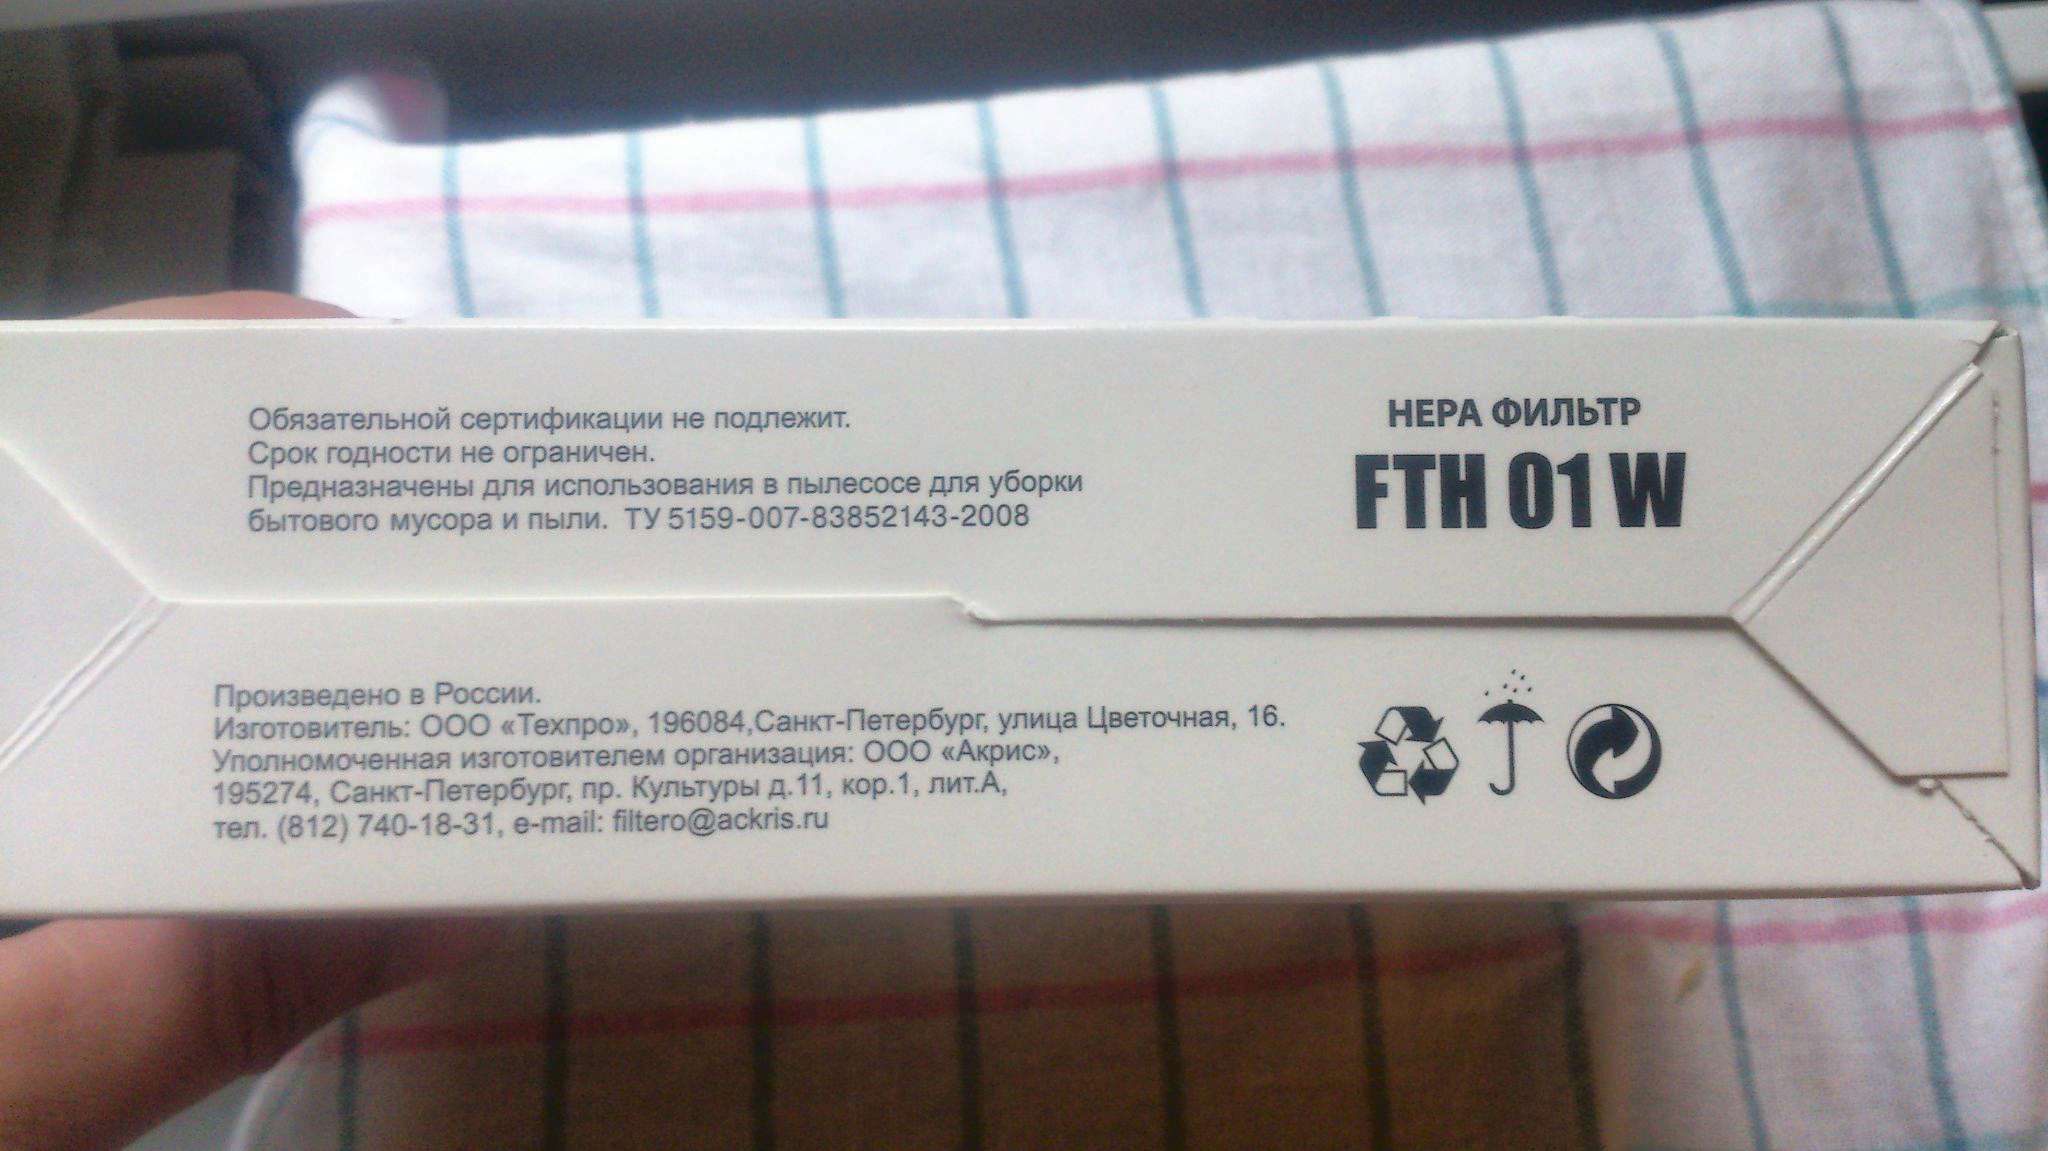 Обязательной сертификации не подлежит.
Срок годности не ограничен.
Предназначены для использования в пылесосе для уборки
бытового мусора и пыли. ТУ 5159-007-83852143-2008
HEPA ФИЛЬТР
FTH 01 W
Произведено в России.
Изготовитель: ООО «Техпро», 196084,Санкт-Петербург, улица Цветочная, 16.
Уполномоченная изготовителем организация: ООО «Акрис»,
195274, Санкт-Петербург, пр. Культуры д.11, кор.1, лит.А,
тел. (812) 740-18-31, e-mail: filtero@ackris.ru